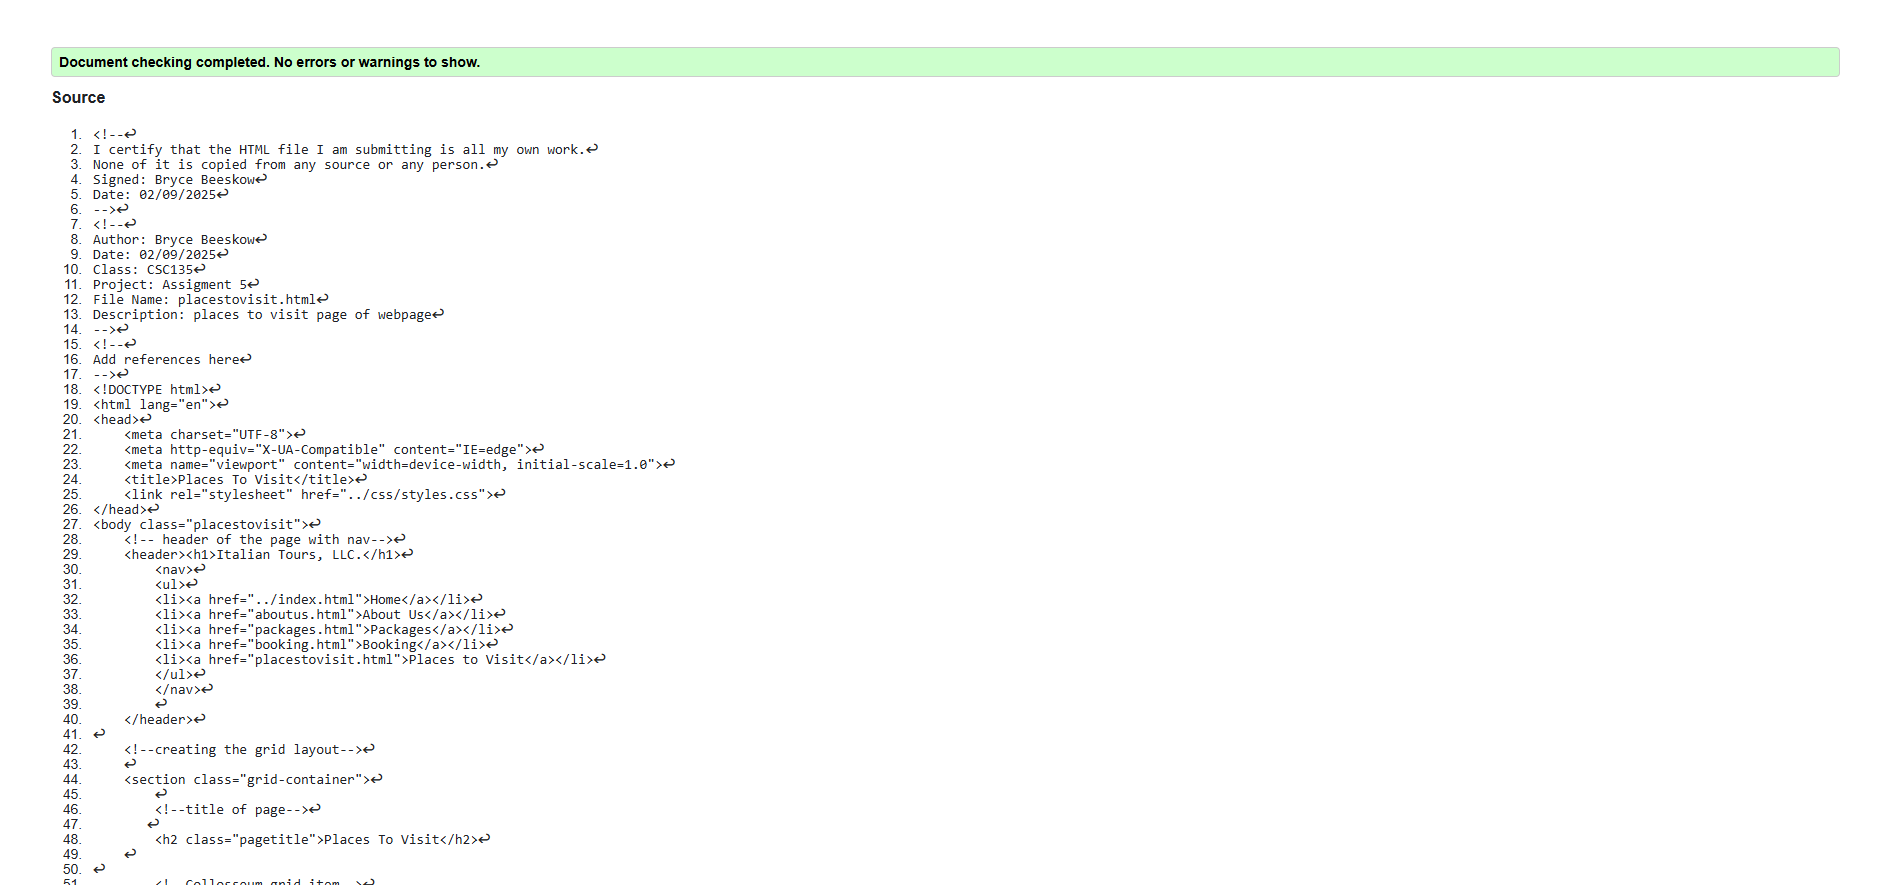 Document checking completed. No errors or warnings to show.
Source
1. <!--↩
2. I certify that the HTML file I am submitting is all my own work.↩
3. None of it is copied from any source or any person.↩
4. Signed: Bryce Beeskow↩
5. Date: 02/09/2025↩
6. -->↩
7. <!--↩
8. Author: Bryce Beeskow↩
9. Date: 02/09/2025↩
10. Class: CSC135↩
11. Project: Assigment 5↩
12. File Name: placestovisit.html↩
13. Description: places to visit page of webpage↩
14. -->↩
15. <!--↩
16. Add references here↩
17. -->↩
18. <!DOCTYPE html>↩
19. <html lang="en">↩
20. <head>↩
21.     <meta charset="UTF-8">↩
22.     <meta http-equiv="X-UA-Compatible" content="IE=edge">↩
23.     <meta name="viewport" content="width=device-width, initial-scale=1.0">↩
24.     <title>Places To Visit</title>↩
25.     <link rel="stylesheet" href="../css/styles.css">↩
26. </head>↩
27. <body class="placestovisit">↩
28.     <!-- header of the page with nav-->↩
29.     <header><h1>Italian Tours, LLC.</h1>↩
30.         <nav>↩
31.         <ul>↩
32.         <li><a href="../index.html">Home</a></li>↩
33.         <li><a href="aboutus.html">About Us</a></li>↩
34.         <li><a href="packages.html">Packages</a></li>↩
35.         <li><a href="booking.html">Booking</a></li>↩
36.         <li><a href="placestovisit.html">Places to Visit</a></li>↩
37.         </ul>↩
38.         </nav>↩
39.         ↩
40.     </header>↩
41. ↩
42.     <!--creating the grid layout-->↩
43.     ↩
44.     <section class="grid-container">↩
45.         ↩
46.         <!--title of page-->↩
47.        ↩
48.         <h2 class="pagetitle">Places To Visit</h2>↩
49.     ↩
50. ↩
51.         <!--Collosseum grid item-->↩